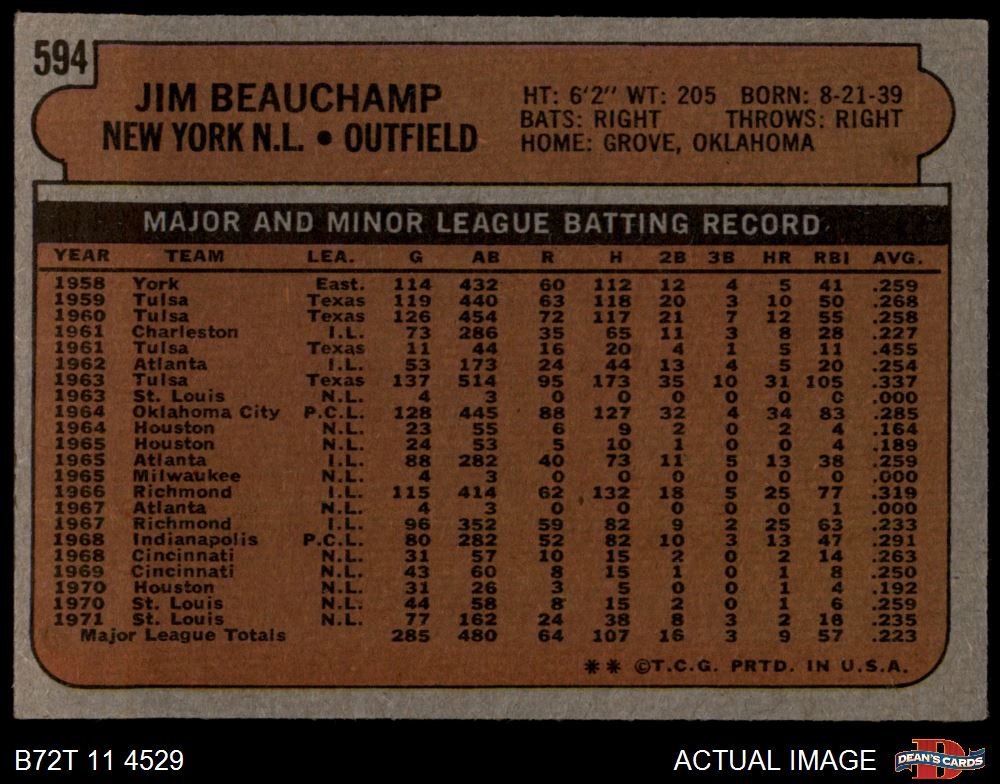 594
JIM BEAUCHAMP
NEW YORK N.L. • OUTFIELD
HT: 6'2" WT: 205 BORN: 8-21-39
BATS: RIGHT THROWS: RIGHT
HOME: GROVE, OKLAHOMA
MAJOR AND MINOR LEAGUE BATTING RECORD
YEAR TEAM LEA. G AB R H 2B 3B HR RBI AVG.
1958 York East. 114 432 60 112 12 4 5 41 .259
1959 Tulsa Texas 119 440 63 118 20 3 10 50 .268
1960 Tulsa Texas 126 454 72 117 21 7 12 55 .258
1961 Charleston I.L. 73 286 35 65 11 3 8 28 .227
1961 Tulsa Texas 11 44 16 20 4 1 5 11 .455
1962 Atlanta I.L. 53 173 24 44 13 4 5 20 .254
1963 Tulsa Texas 137 514 95 173 35 10 31 105 .337
1963 St. Louis N.L. 4 3 0 0 0 0 0 0 .000
1964 Oklahoma City P.C.L. 128 445 88 127 32 4 34 83 .285
1964 Houston N.L. 23 55 6 9 2 0 2 4 .164
1965 Houston N.L. 24 53 5 10 1 0 0 4 .189
1965 Atlanta I.L. 88 282 40 73 11 5 13 38 .259
1965 Milwaukee N.L. 4 3 0 0 0 0 0 0 .000
1966 Richmond I.L. 115 414 62 132 18 5 25 77 .319
1967 Atlanta N.L. 4 3 0 0 0 0 0 1 .000
1967 Richmond I.L. 96 352 59 82 9 2 25 63 .233
1968 Indianapolis P.C.L. 80 282 52 82 10 3 13 47 .291
1968 Cincinnati N.L. 31 57 10 15 2 0 2 14 .263
1969 Cincinnati N.L. 43 60 8 15 1 0 1 8 .250
1970 Houston N.L. 31 26 3 5 0 0 1 4 .192
1970 St. Louis N.L. 44 58 8 15 2 0 1 6 .259
1971 St. Louis N.L. 77 162 24 38 8 3 2 18 .235
Major League Totals 285 480 64 107 16 3 9 57 .223
** ©T.C.G. PRTD. IN U.S.A.
B72T 11 4529
ACTUAL IMAGE
D
DEAN'S CARDS